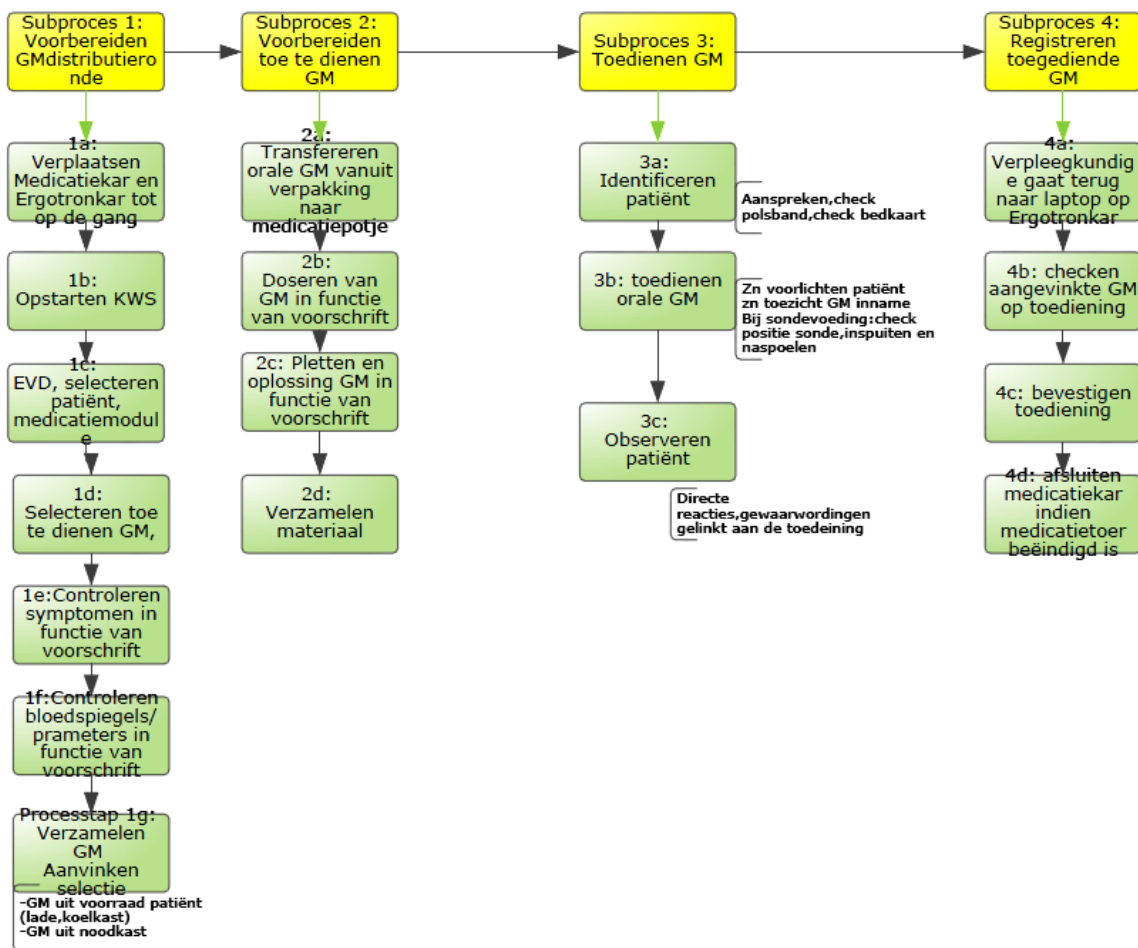 Subproces 1:
Voorbereiden
GMdistributiero
nde
Subproces 2:
Voorbereiden
toe te dienen
GM
Subproces 3:
Toedienen GM
Subproces 4:
Registreren
toegediende
GM
1a:
Verplaatsen
Medicatiekar en
Ergotronkar tot
op de gang
1b:
Opstarten KWS
1c:
EVD, selecteren
patiënt,
medicatiemodul
e
1d:
Selecteren toe
te dienen GM,
1e:Controleren
symptomen in
functie van
voorschrift
1f:Controleren
bloedspiegels/
prameters in
functie van
voorschrift
Processtap 1g:
Verzamelen
GM
Aanvinken
selectie
-GM uit voorraad patiënt
(lade,koelkast)
-GM uit noodkast
2a:
Transfereren
orale GM vanuit
verpakking
naar
medicatiepotje
2b:
Doseren van
GM in functie
van voorschrift
2c: Pletten en
oplossing GM in
functie van
voorschrift
2d:
Verzamelen
materiaal
3a:
Identificeren
patiënt
Aanspreken,check
polsband,check bedkaart
3b: toedienen
orale GM
Zn voorlichten patiënt
zn toezicht GM inname
Bij sondevoeding:check
positie sonde,inspuiten en
naspoelen
3c:
Observeren
patiënt
Directe
reacties,gewaarwordingen
gelinkt aan de toedeining
4a:
Verpleegkundig
e gaat terug
naar laptop op
Ergotronkar
4b: checken
aangevinkte GM
op toediening
4c: bevestigen
toediening
4d: afsluiten
medicatiekar
indien
medicatietoer
beëindigd is